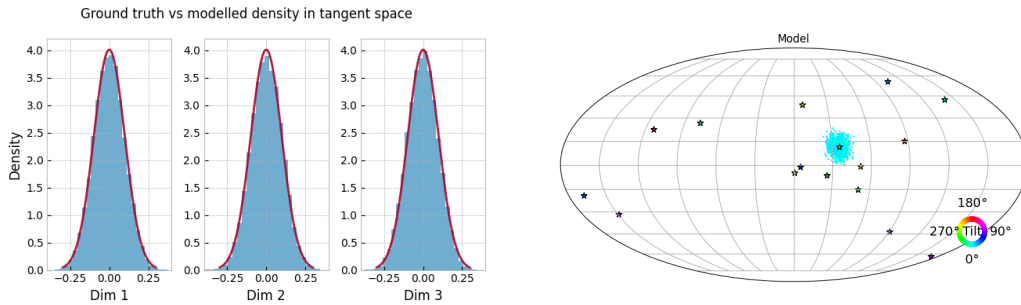 Ground truth vs modelled density in tangent space
Density
4.0
3.5
3.0
2.5
2.0
1.5
1.0
0.5
0.0
−0.25 0.00 0.25
Dim 1
4.0
3.5
3.0
2.5
2.0
1.5
1.0
0.5
0.0
−0.25 0.00 0.25
Dim 2
4.0
3.5
3.0
2.5
2.0
1.5
1.0
0.5
0.0
−0.25 0.00 0.25
Dim 3
Model
180°
270° Tilt 90°
0°